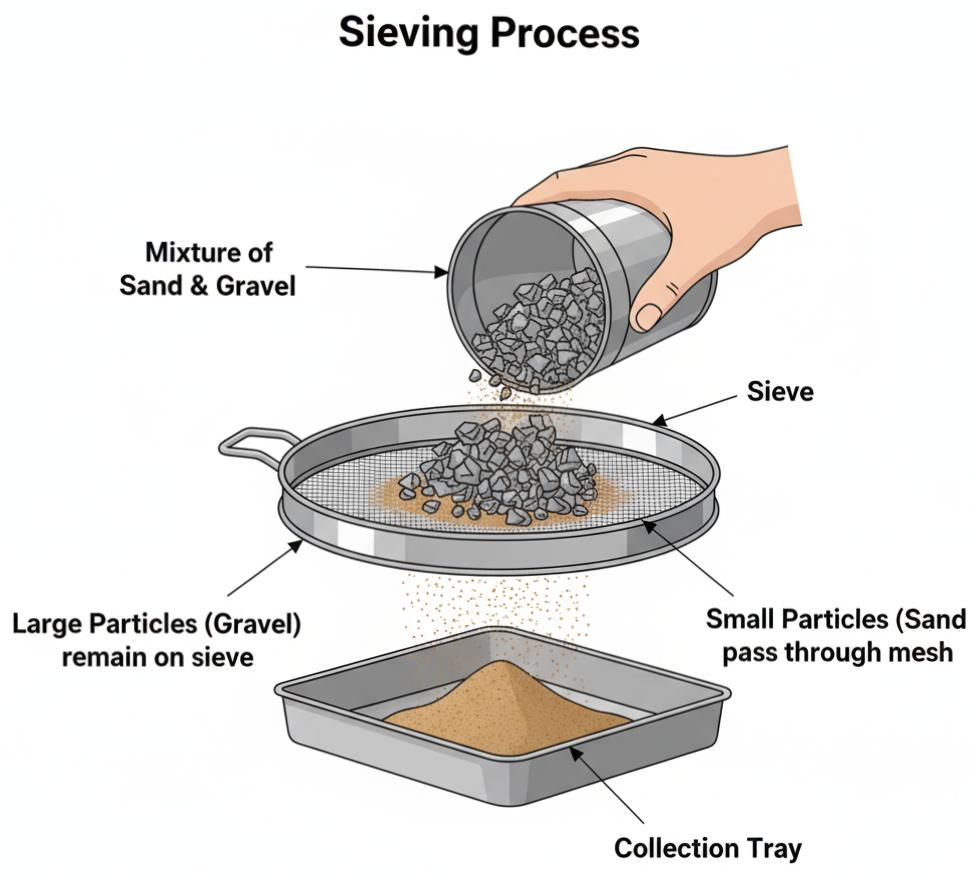 Sieving Process
Mixture of
Sand & Gravel
Sieve
Large Particles (Gravel)
remain on sieve
Small Particles (Sand
pass through mesh
Collection Tray